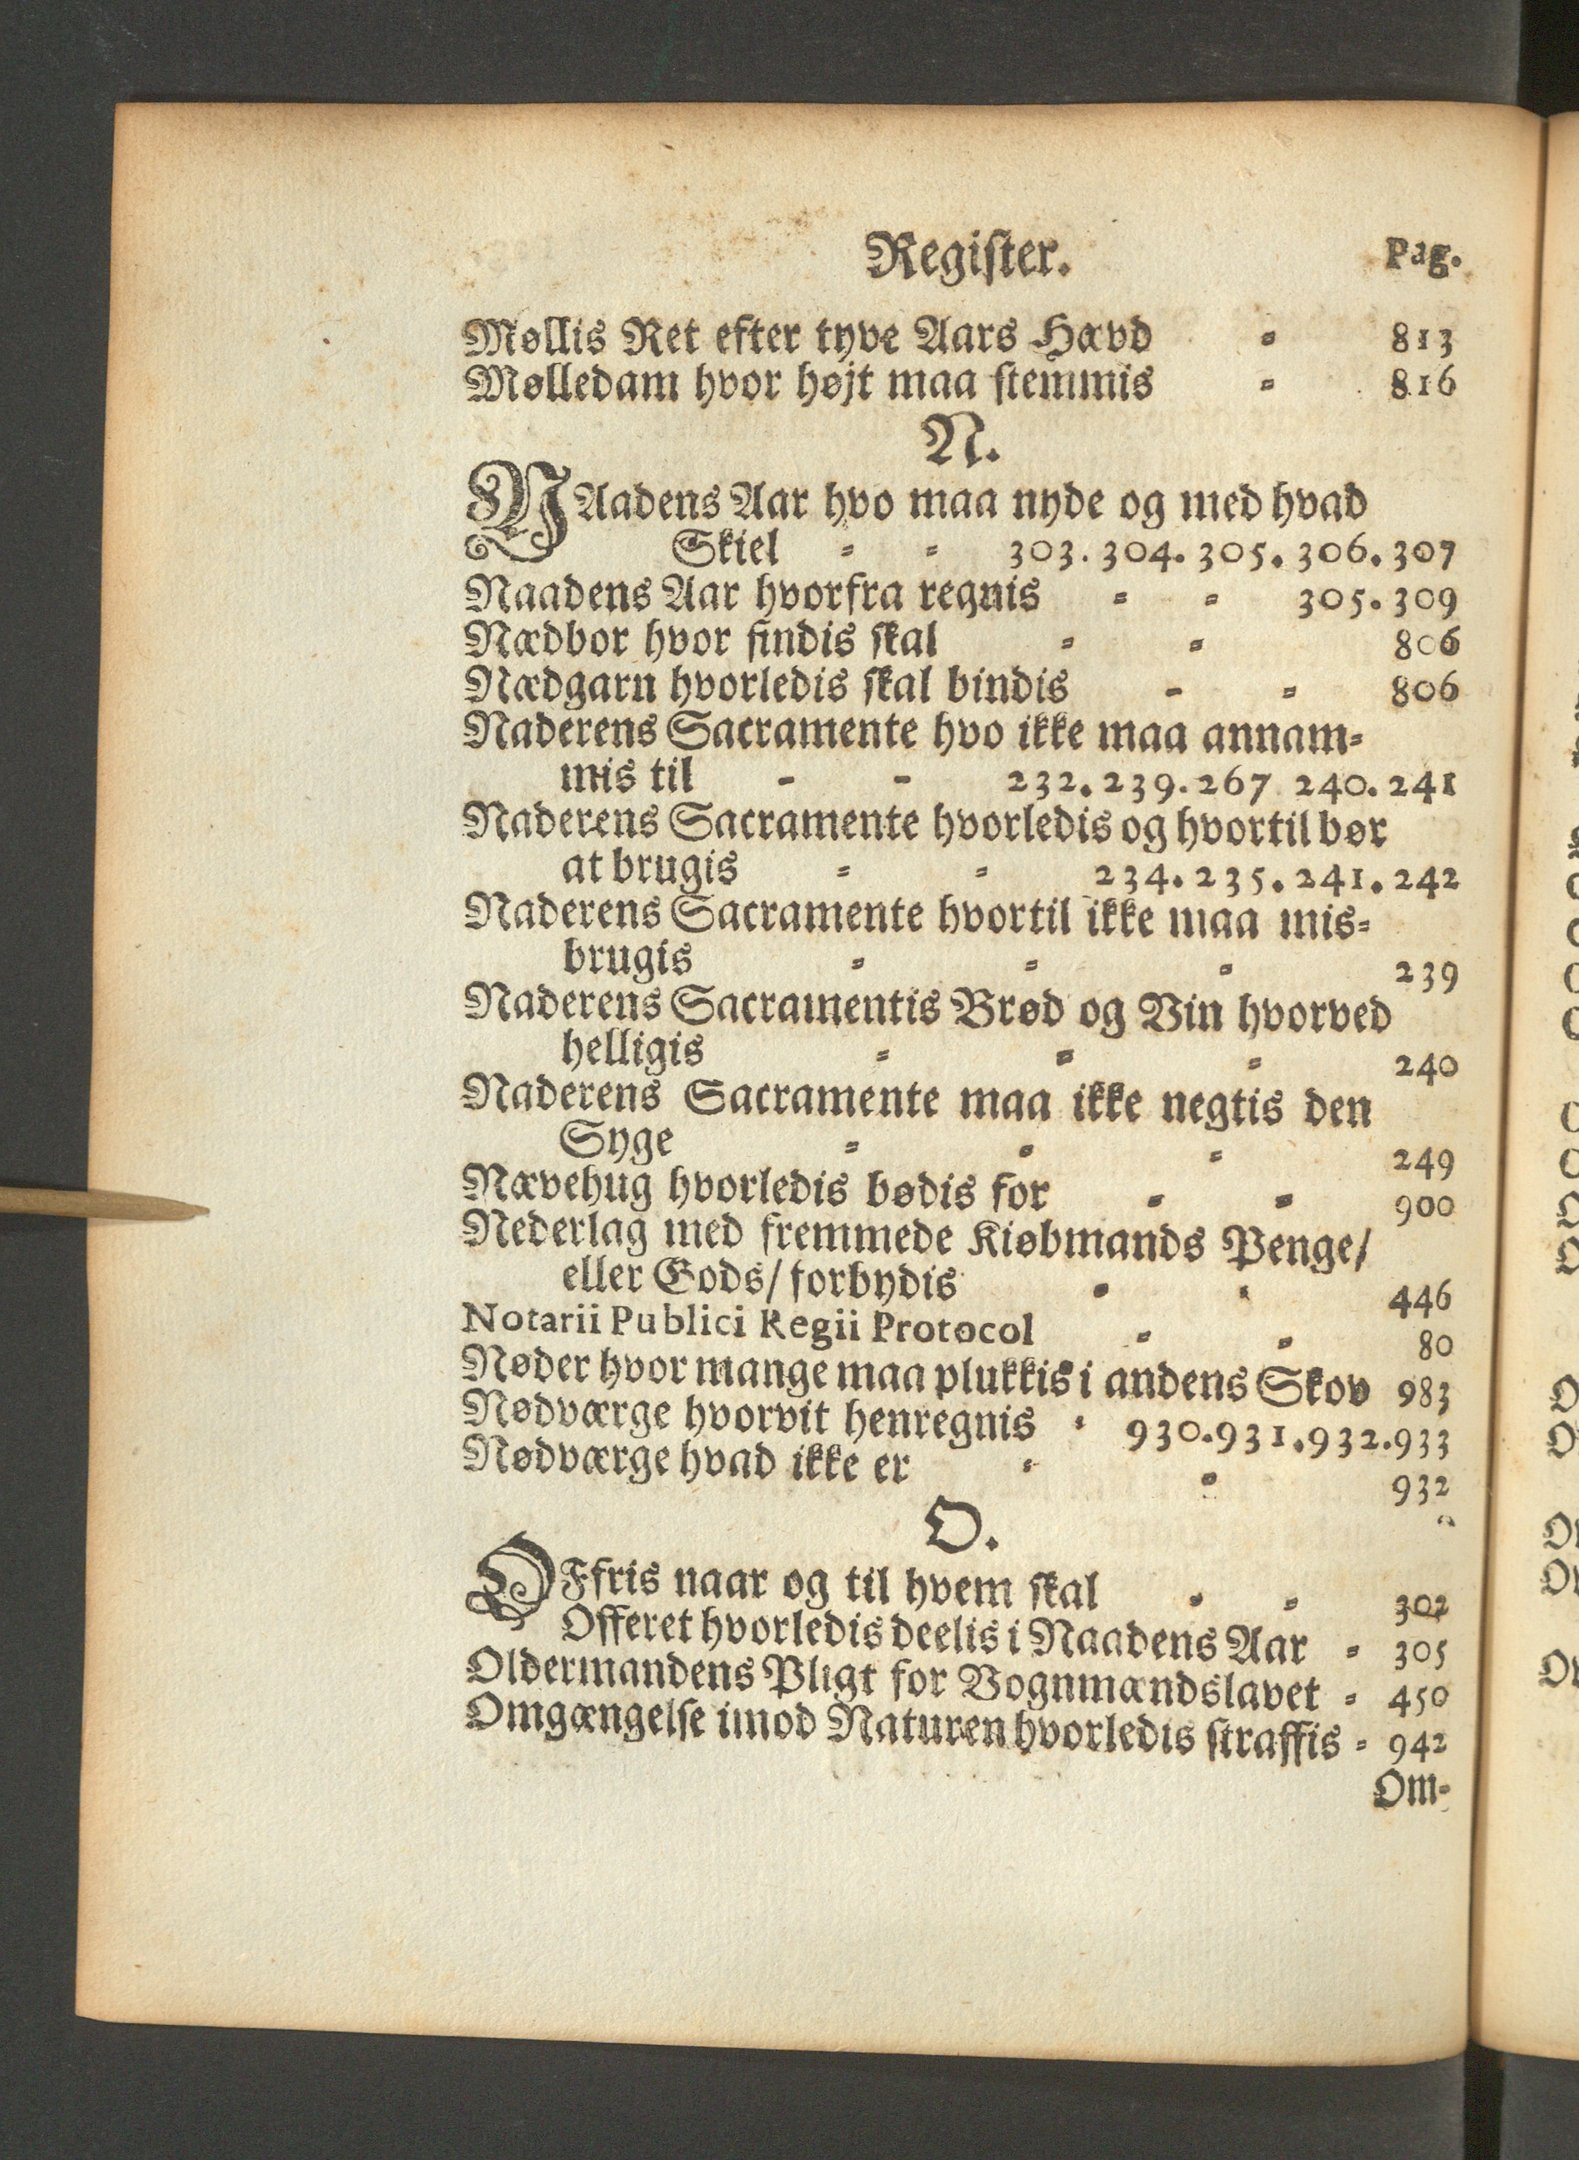 Register. Pag.
Møllis Ret efter tyve Aars Hævd = 813
Mølledam hvor højt maa stemmis = 816
N.
NAadens Aar hvo maa nyde og med hvad
Skiel = = 303. 304. 305. 306. 307
Naadens Aar hvorfra regnis = = 305. 309
Nædbor hvor findis skal = = 806
Nædgarn hvorledis skal bindis - = 806
Naderens Sacramente hvo ikke maa annam=
mis til - - 232. 239. 267 240. 241
Naderens Sacramente hvorledis og hvortil bør
at brugis = = 234. 235. 241. 242
Naderens Sacramente hvortil ikke maa mis=
brugis = = = 239
Naderens Sacramentis Brød og Vin hvorved
helligis = = = 240
Naderens Sacramente maa ikke negtis den
Syge = = = 249
Nævehug hvorledis bødis for = = 900
Nederlag med fremmede Kiøbmands Penge/
eller Gods/ forbydis = = 446
Notarii Publici Regii Protocol = = 80
Nøder hvor mange maa plukkis i andens Skov 983
Nødværge hvorvit henregnis = 930. 931. 932. 933
Nødværge hvad ikke er = = 932
O.
OFfris naar og til hvem skal = = 302
Offeret hvorledis deelis i Naadens Aar = 305
Oldermandens Pligt for Vognmændslavet = 450
Omgængelse imod Naturen hvorledis straffis = 942
Om=